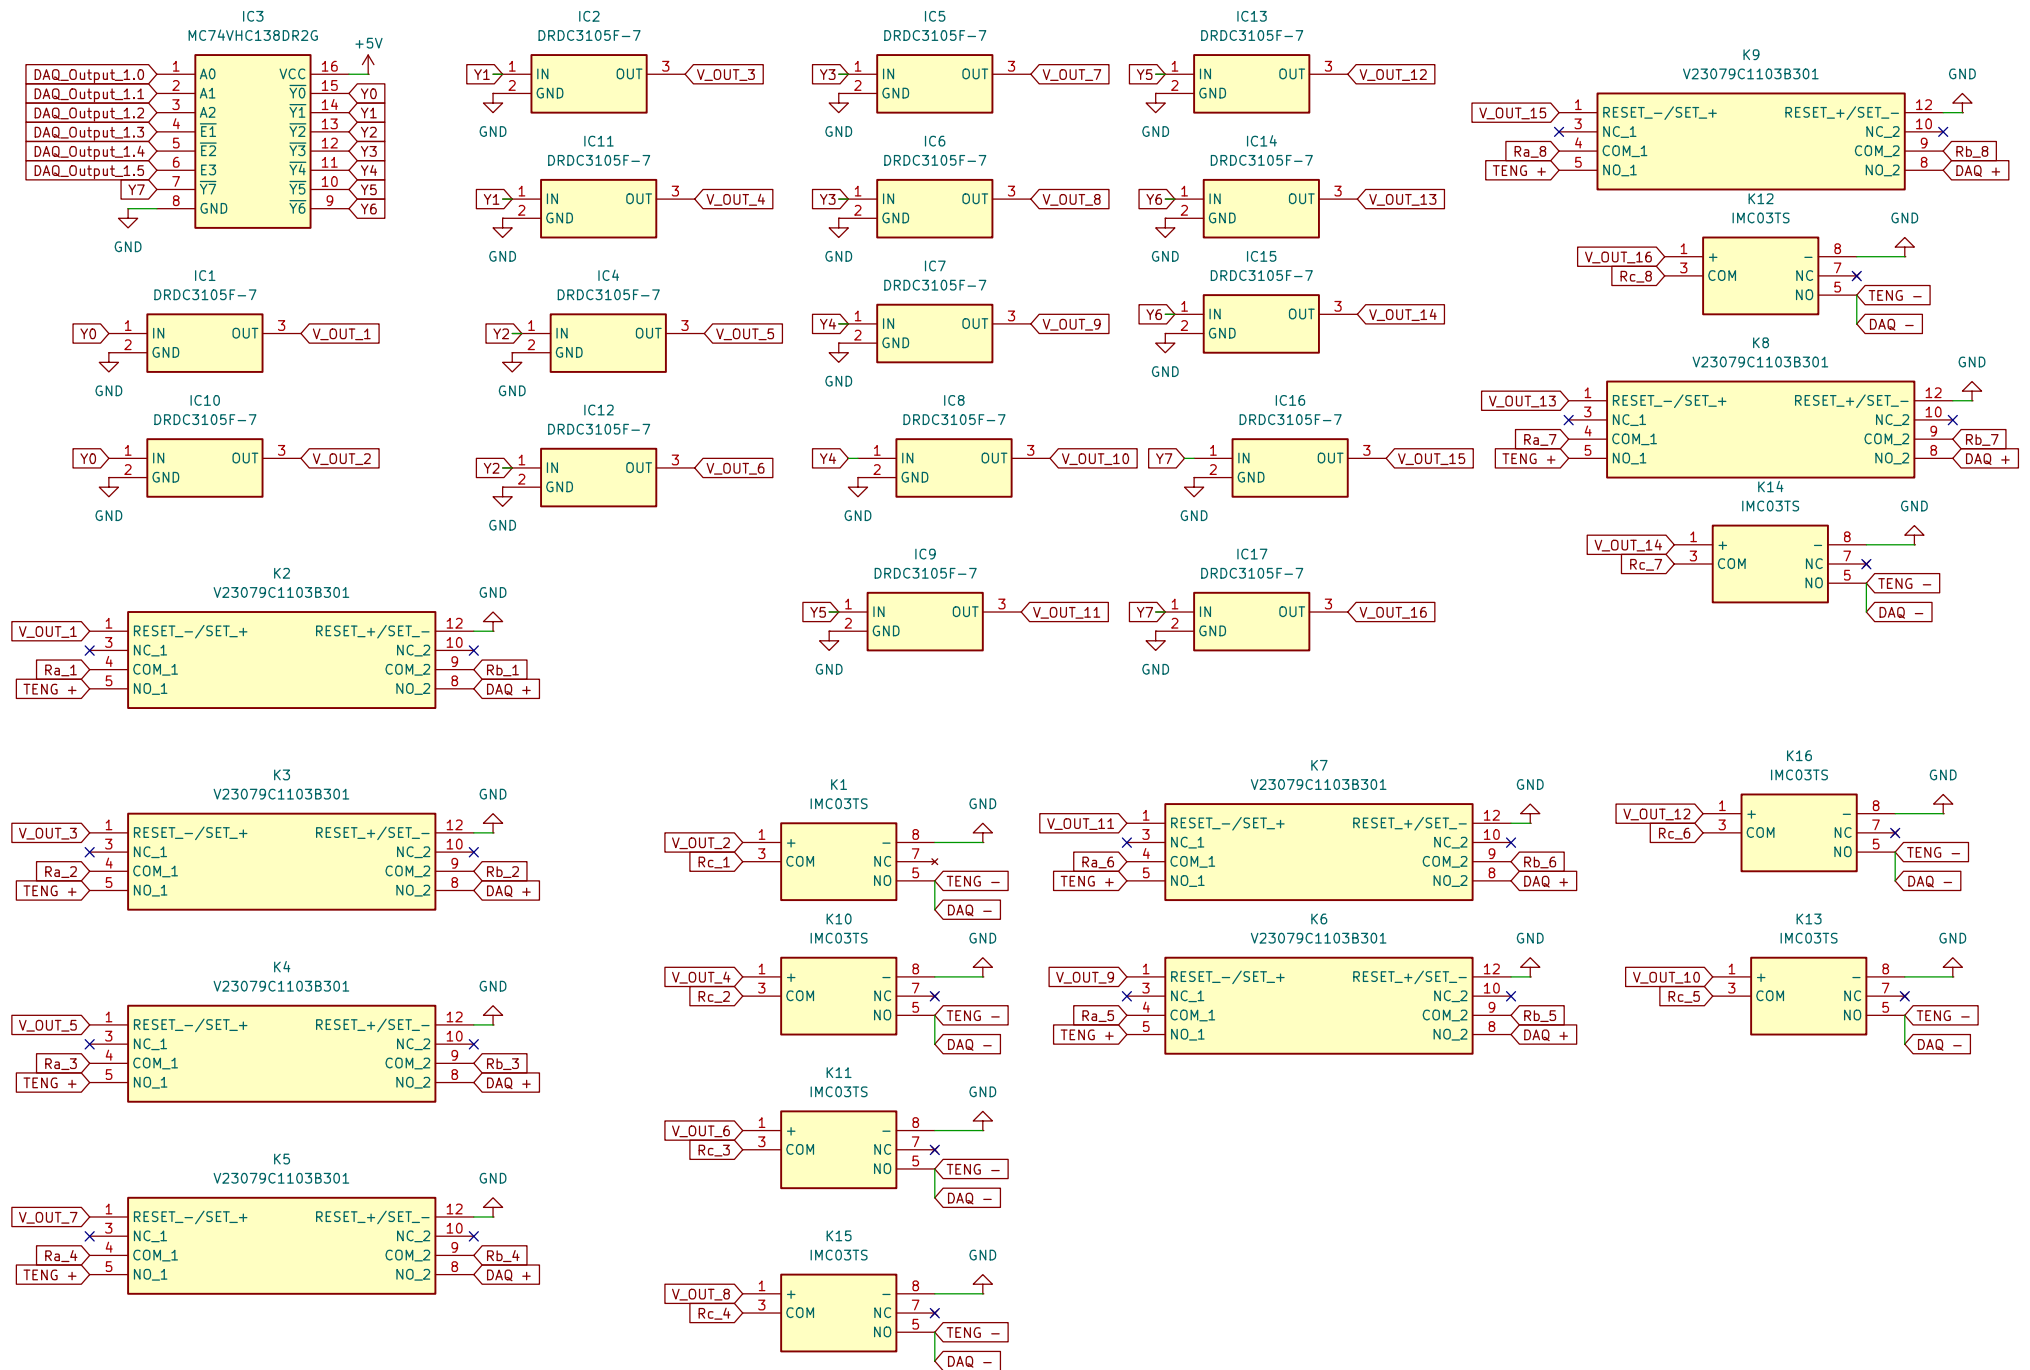 IC3
MC74VHC138DR2G
+5V
DAQ_Output_1.0 1 A0 VCC 16
DAQ_Output_1.1 2 A1 Y0 15 Y0
DAQ_Output_1.2 3 A2 Y1 14 Y1
DAQ_Output_1.3 4 E1 Y2 13 Y2
DAQ_Output_1.4 5 E2 Y3 12 Y3
DAQ_Output_1.5 6 E3 Y4 11 Y4
Y7 7 Y7 Y5 10 Y5
8 GND Y6 9 Y6
GND
IC1
DRDC3105F-7
Y0 1 IN OUT 3 V_OUT_1
2 GND
GND
IC10
DRDC3105F-7
Y0 1 IN OUT 3 V_OUT_2
2 GND
GND
IC2
DRDC3105F-7
Y1 1 IN OUT 3 V_OUT_3
2 GND
GND
IC11
DRDC3105F-7
Y1 1 IN OUT 3 V_OUT_4
2 GND
GND
IC4
DRDC3105F-7
Y2 1 IN OUT 3 V_OUT_5
2 GND
GND
IC12
DRDC3105F-7
Y2 1 IN OUT 3 V_OUT_6
2 GND
GND
IC5
DRDC3105F-7
Y3 1 IN OUT 3 V_OUT_7
2 GND
GND
IC6
DRDC3105F-7
Y3 1 IN OUT 3 V_OUT_8
2 GND
GND
IC7
DRDC3105F-7
Y4 1 IN OUT 3 V_OUT_9
2 GND
GND
IC8
DRDC3105F-7
Y4 1 IN OUT 3 V_OUT_10
2 GND
GND
IC9
DRDC3105F-7
Y5 1 IN OUT 3 V_OUT_11
2 GND
GND
IC13
DRDC3105F-7
Y5 1 IN OUT 3 V_OUT_12
2 GND
GND
IC14
DRDC3105F-7
Y6 1 IN OUT 3 V_OUT_13
2 GND
GND
IC15
DRDC3105F-7
Y6 1 IN OUT 3 V_OUT_14
2 GND
GND
IC16
DRDC3105F-7
Y7 1 IN OUT 3 V_OUT_15
2 GND
GND
IC17
DRDC3105F-7
Y7 1 IN OUT 3 V_OUT_16
2 GND
GND
K9
V23079C1103B301
GND
V_OUT_15 1 RESET_-/SET_+ RESET_+/SET_- 12
3 NC_1 NC_2 10
Ra_8 4 COM_1 COM_2 9 Rb_8
TENG + 5 NO_1 NO_2 8 DAQ +
K12
IMC03TS
GND
V_OUT_16 1 + - 8
Rc_8 3 COM NC 7
NO 5 TENG -
DAQ -
K8
V23079C1103B301
GND
V_OUT_13 1 RESET_-/SET_+ RESET_+/SET_- 12
3 NC_1 NC_2 10
Ra_7 4 COM_1 COM_2 9 Rb_7
TENG + 5 NO_1 NO_2 8 DAQ +
K14
IMC03TS
GND
V_OUT_14 1 + - 8
Rc_7 3 COM NC 7
NO 5 TENG -
DAQ -
K2
V23079C1103B301
GND
V_OUT_1 1 RESET_-/SET_+ RESET_+/SET_- 12
3 NC_1 NC_2 10
Ra_1 4 COM_1 COM_2 9 Rb_1
TENG + 5 NO_1 NO_2 8 DAQ +
K3
V23079C1103B301
GND
V_OUT_3 1 RESET_-/SET_+ RESET_+/SET_- 12
3 NC_1 NC_2 10
Ra_2 4 COM_1 COM_2 9 Rb_2
TENG + 5 NO_1 NO_2 8 DAQ +
K4
V23079C1103B301
GND
V_OUT_5 1 RESET_-/SET_+ RESET_+/SET_- 12
3 NC_1 NC_2 10
Ra_3 4 COM_1 COM_2 9 Rb_3
TENG + 5 NO_1 NO_2 8 DAQ +
K5
V23079C1103B301
GND
V_OUT_7 1 RESET_-/SET_+ RESET_+/SET_- 12
3 NC_1 NC_2 10
Ra_4 4 COM_1 COM_2 9 Rb_4
TENG + 5 NO_1 NO_2 8 DAQ +
K1
IMC03TS
GND
V_OUT_2 1 + - 8
Rc_1 3 COM NC 7
NO 5 TENG -
DAQ -
K10
IMC03TS
GND
V_OUT_4 1 + - 8
Rc_2 3 COM NC 7
NO 5 TENG -
DAQ -
K11
IMC03TS
GND
V_OUT_6 1 + - 8
Rc_3 3 COM NC 7
NO 5 TENG -
DAQ -
K15
IMC03TS
GND
V_OUT_8 1 + - 8
Rc_4 3 COM NC 7
NO 5 TENG -
DAQ -
K7
V23079C1103B301
GND
V_OUT_11 1 RESET_-/SET_+ RESET_+/SET_- 12
3 NC_1 NC_2 10
Ra_6 4 COM_1 COM_2 9 Rb_6
TENG + 5 NO_1 NO_2 8 DAQ +
K6
V23079C1103B301
GND
V_OUT_9 1 RESET_-/SET_+ RESET_+/SET_- 12
3 NC_1 NC_2 10
Ra_5 4 COM_1 COM_2 9 Rb_5
TENG + 5 NO_1 NO_2 8 DAQ +
K16
IMC03TS
GND
V_OUT_12 1 + - 8
Rc_6 3 COM NC 7
NO 5 TENG -
DAQ -
K13
IMC03TS
GND
V_OUT_10 1 + - 8
Rc_5 3 COM NC 7
NO 5 TENG -
DAQ -